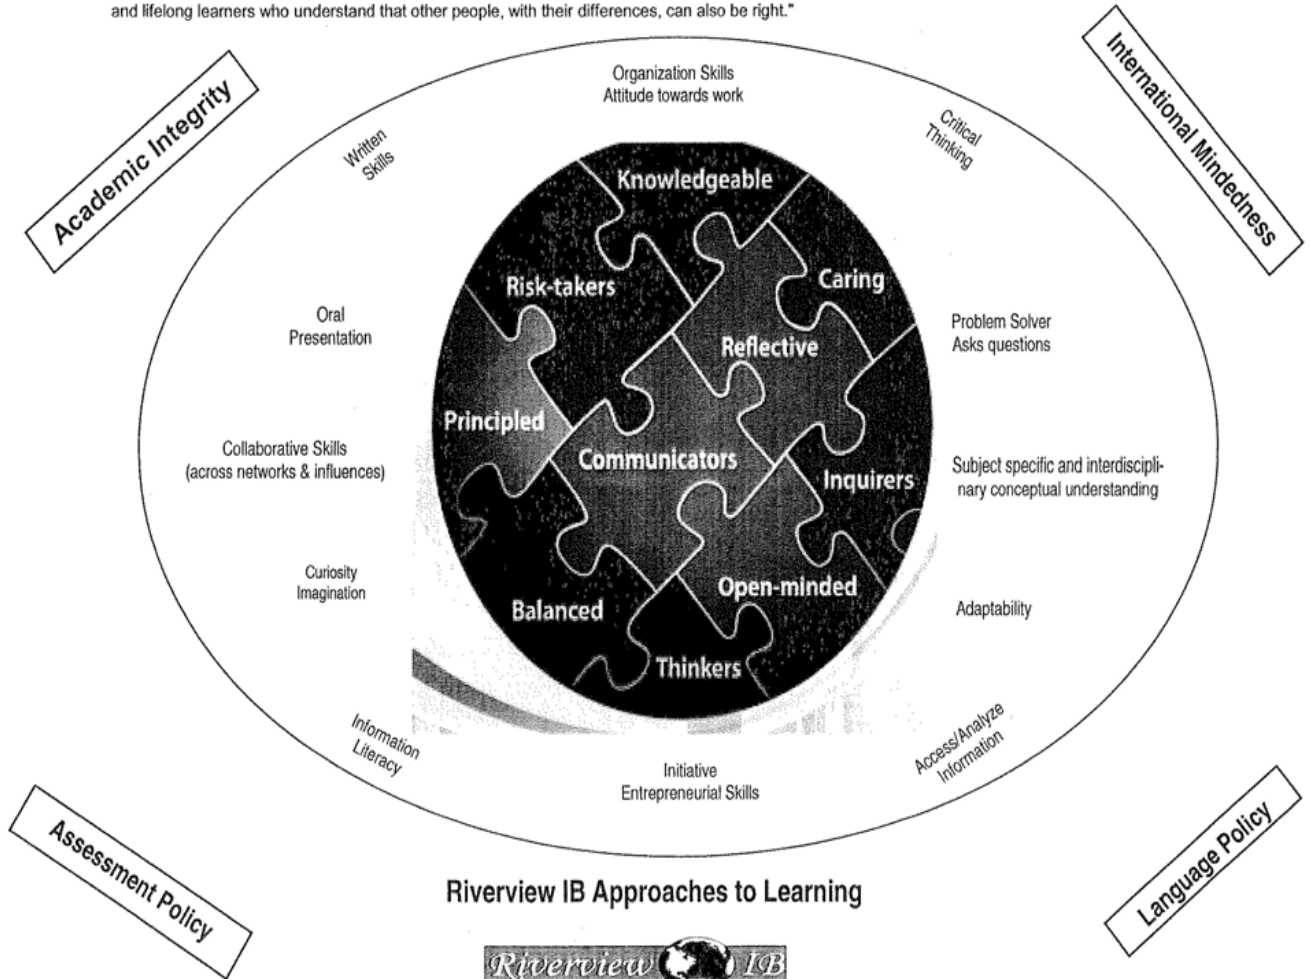 and lifelong learners who understand that other people, with their differences, can also be right."
Academic Integrity
International Mindedness
Organization Skills
Attitude towards work
Written
Skills
Critical
Thinking
Knowledgeable
Risk-takers
Caring
Oral
Presentation
Reflective
Problem Solver
Asks questions
Principled
Collaborative Skills
(across networks & influences)
Communicators
Inquirers
Subject specific and interdiscipli-
nary conceptual understanding
Curiosity
Imagination
Balanced
Open-minded
Adaptability
Thinkers
Information
Literacy
Initiative
Entrepreneurial Skills
Access/Analyze
Information
Assessment Policy
Language Policy
Riverview IB Approaches to Learning
Riverview IB